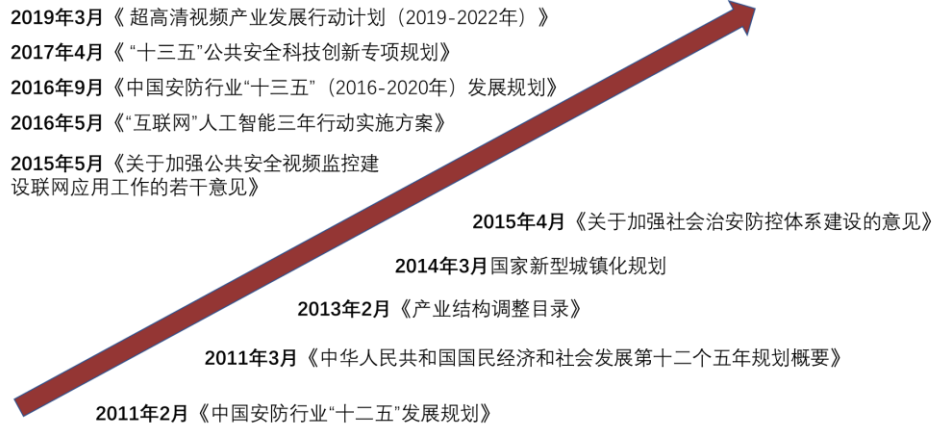 2019年3月《 超高清视频产业发展行动计划（2019-2022年）》
2017年4月《 “十三五”公共安全科技创新专项规划》
2016年9月《中国安防行业“十三五”（2016-2020年）发展规划》
2016年5月《“互联网”人工智能三年行动实施方案》
2015年5月《关于加强公共安全视频监控建
设联网应用工作的若干意见》
2015年4月《关于加强社会治安防控体系建设的意见》
2014年3月国家新型城镇化规划
2013年2月《产业结构调整目录》
2011年3月《中华人民共和国国民经济和社会发展第十二个五年规划概要》
2011年2月《中国安防行业“十二五”发展规划》